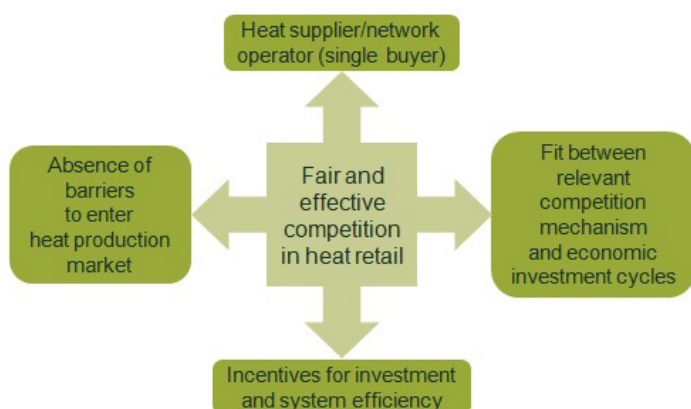 Heat supplier/network
operator (single buyer)
Absence of
barriers
to enter
heat production
market
Fair and
effective
competition
in heat retail
Fit between
relevant
competition
mechanism
and economic
investment cycles
Incentives for investment
and system efficiency